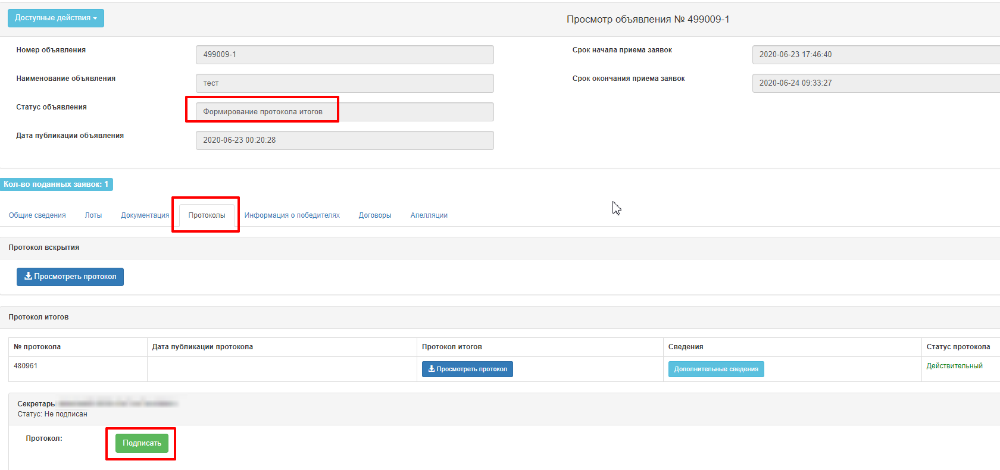 Доступные действия
Просмотр объявления № 499009-1
Номер объявления
499009-1
Срок начала приема заявок
2020-06-23 17:46:40
Наименование объявления
тест
Срок окончания приема заявок
2020-06-24 09:33:27
Статус объявления
Формирование протокола итогов
Дата публикации объявления
2020-06-23 00:20:28
Кол-во поданных заявок: 1
Общие сведения Лоты Документация Протоколы Информация о победителях Договоры Апелляции
Протокол вскрытия
Просмотреть протокол
Протокол итогов
№ протокола Дата публикации протокола Протокол итогов Сведения Статус протокола
480961 Просмотреть протокол Дополнительные сведения Действительный
Секретарь
Статус: Не подписан
Протокол: Подписать